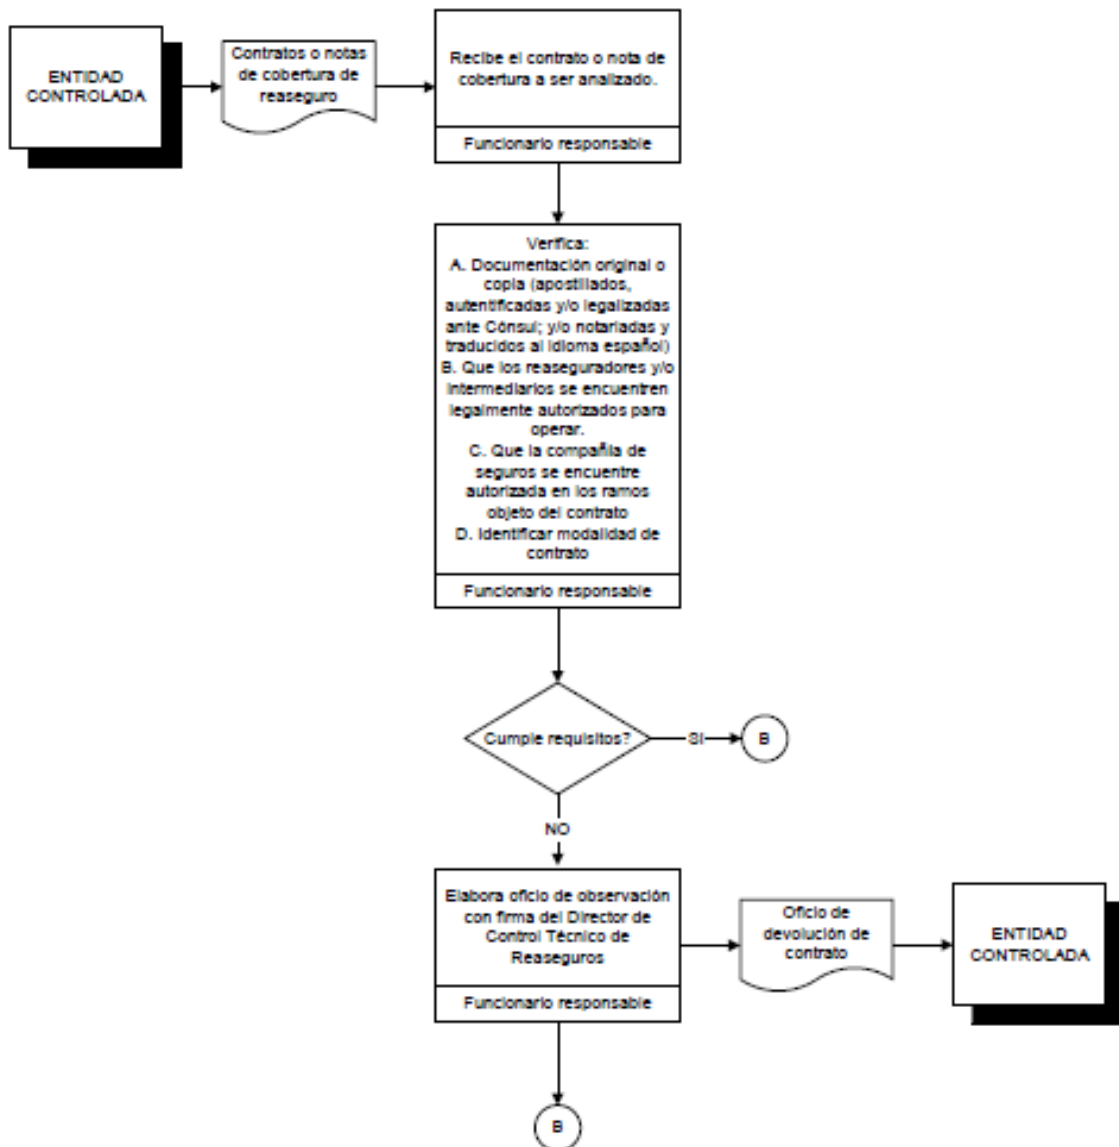 ENTIDAD
CONTROLADA
Contratos o notas
de cobertura de
reaseguro
Recibe el contrato o nota de
cobertura a ser analizado.
Funcionario responsable
Verifica:
A. Documentación original o
copia (apostillados,
autentificadas y/o legalizadas
ante Cónsul; y/o notariadas y
traducidos al idioma español)
B. Que los reaseguradores y/o
intermediarios se encuentren
legalmente autorizados para
operar.
C. Que la compañía de
seguros se encuentre
autorizada en los ramos
objeto del contrato
D. Identificar modalidad de
contrato
Funcionario responsable
Cumple requisitos?
SI
B
NO
Elabora oficio de observación
con firma del Director de
Control Técnico de
Reaseguros
Funcionario responsable
Oficio de
devolución de
contrato
ENTIDAD
CONTROLADA
B